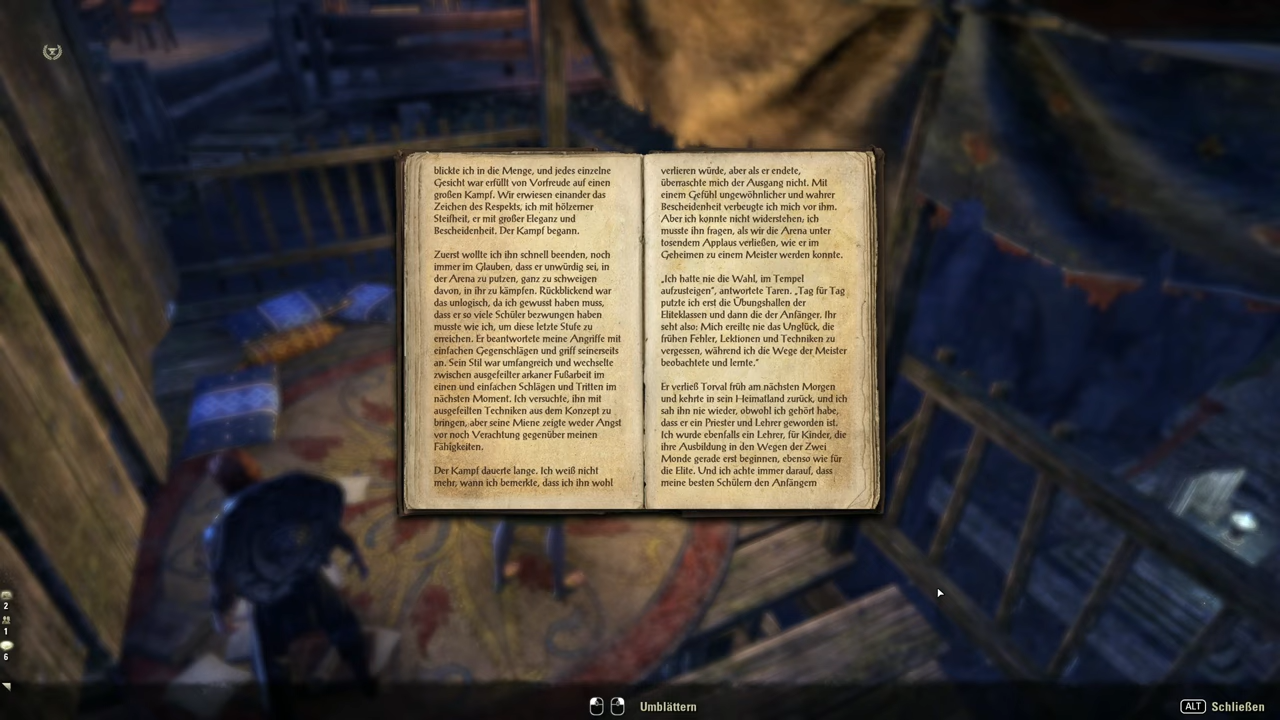 blickte ich in die Menge, und jedes einzelne
Gesicht war erfüllt von Vorfreude auf einen
großen Kampf. Wir erwiesen einander das
Zeichen des Respekts, ich mit hölzerner
Steifheit, er mit großer Eleganz und
Bescheidenheit. Der Kampf begann.
Zuerst wollte ich ihn schnell beenden, noch
immer im Glauben, dass er unwürdig sei, in
der Arena zu putzen, ganz zu schweigen
davon, in ihr zu kämpfen. Rückblickend war
das unlogisch, da ich gewusst haben muss,
dass er so viele Schüler bezwungen haben
musste wie ich, um diese letzte Stufe zu
erreichen. Er beantwortete meine Angriffe mit
einfachen Gegenschlägen und griff seinerseits
an. Sein Stil war umfangreich und wechselte
zwischen ausgefeilter arkaner Fußarbeit im
einen und einfachen Schlägen und Tritten im
nächsten Moment. Ich versuchte, ihn mit
ausgefeilten Techniken aus dem Konzept zu
bringen, aber seine Miene zeigte weder Angst
vor noch Verachtung gegenüber meinen
Fähigkeiten.
Der Kampf dauerte lange. Ich weiß nicht
mehr, wann ich bemerkte, dass ich ihn wohl
verlieren würde, aber als er endete,
überraschte mich der Ausgang nicht. Mit
einem Gefühl ungewöhnlicher und wahrer
Bescheidenheit verbeugte ich mich vor ihm.
Aber ich konnte nicht widerstehen; ich
musste ihn fragen, als wir die Arena unter
tosendem Applaus verließen, wie er im
Geheimen zu einem Meister werden konnte.
„Ich hatte nie die Wahl, im Tempel
aufzusteigen“, antwortete Taren. „Tag für Tag
putzte ich erst die Übungshallen der
Eliteklassen und dann die der Anfänger. Ihr
seht also: Mich ereilte nie das Unglück, die
frühen Fehler, Lektionen und Techniken zu
vergessen, während ich die Wege der Meister
beobachtete und lernte.“
Er verließ Torval früh am nächsten Morgen
und kehrte in sein Heimatland zurück, und ich
sah ihn nie wieder, obwohl ich gehört habe,
dass er ein Priester und Lehrer geworden ist.
Ich wurde ebenfalls ein Lehrer, für Kinder, die
ihre Ausbildung in den Wegen der Zwei
Monde gerade erst beginnen, ebenso wie für
die Elite. Und ich achte immer darauf, dass
meine besten Schülern den Anfängern
2
1
6
Umblättern
ALT Schließen